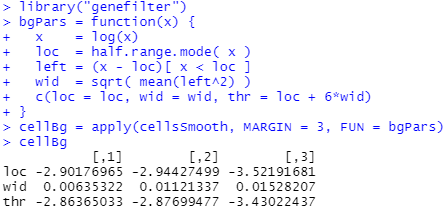 > library("genefilter")
> bgPars = function(x) {
+   x    = log(x)
+   loc  = half.range.mode( x )
+   left = (x - loc)[ x < loc ]
+   wid  = sqrt( mean(left^2) )
+   c(loc = loc, wid = wid, thr = loc + 6*wid)
+ }
> cellBg = apply(cellsSmooth, MARGIN = 3, FUN = bgPars)
> cellBg
           [,1]        [,2]        [,3]
loc -2.90176965 -2.94427499 -3.52191681
wid  0.00635322  0.01121337  0.01528207
thr -2.86365033 -2.87699477 -3.43022437